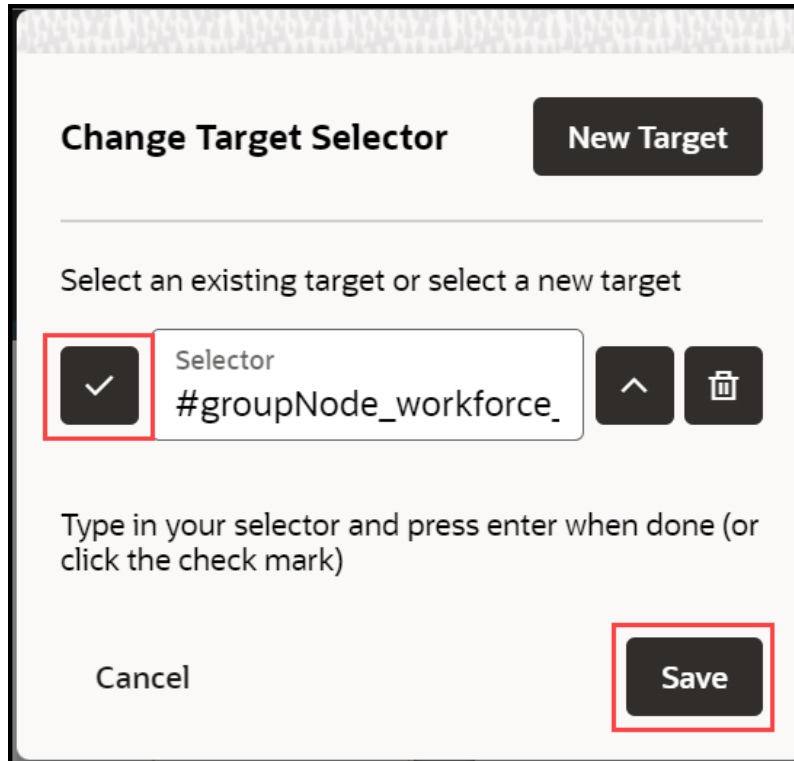 Change Target Selector
New Target
Select an existing target or select a new target
Selector
#groupNode_workforce_
Type in your selector and press enter when done (or
click the check mark)
Cancel
Save